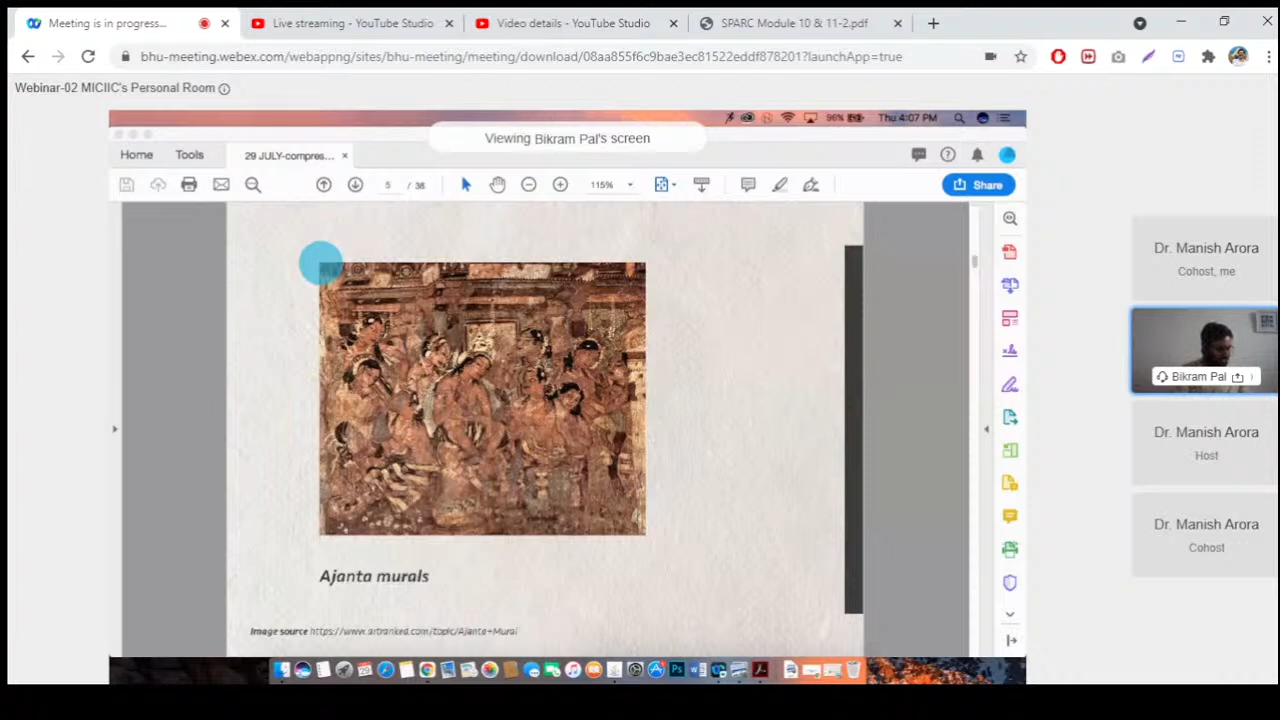 Meeting is in progress...
Live streaming - YouTube Studio
Video details - YouTube Studio
SPARC Module 10 & 11-2.pdf
bhu-meeting.webex.com/webappng/sites/bhu-meeting/meeting/download/08aa855f6c9bae3ec81522eddf878201?launchApp=true
Webinar-02 MICIIC's Personal Room
96% Thu 4:07 PM
Viewing Bikram Pal's screen
Home Tools 29 JULY-compres...
5 / 38 115% Share
Dr. Manish Arora
Cohost, me
Bikram Pal
Dr. Manish Arora
Host
Dr. Manish Arora
Cohost
Ajanta murals
Image source https://www.artranked.com/topic/Ajanta+Mural